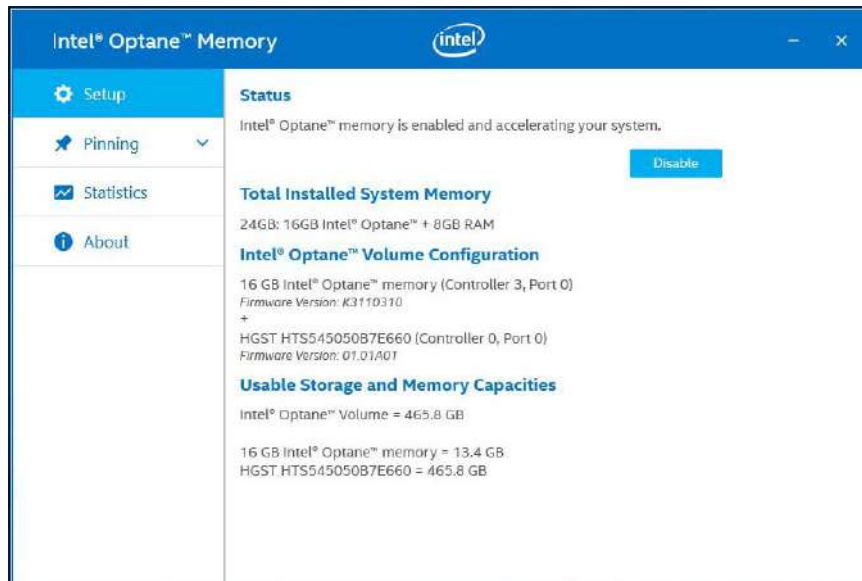 Intel® Optane™ Memory
intel
Setup
Pinning
Statistics
About
Status
Intel® Optane™ memory is enabled and accelerating your system.
Disable
Total Installed System Memory
24GB: 16GB Intel® Optane™ + 8GB RAM
Intel® Optane™ Volume Configuration
16 GB Intel® Optane™ memory (Controller 3, Port 0)
Firmware Version: K3110310
+
HGST HTS545050B7E660 (Controller 0, Port 0)
Firmware Version: 01.01A01
Usable Storage and Memory Capacities
Intel® Optane™ Volume = 465.8 GB
16 GB Intel® Optane™ memory = 13.4 GB
HGST HTS545050B7E660 = 465.8 GB